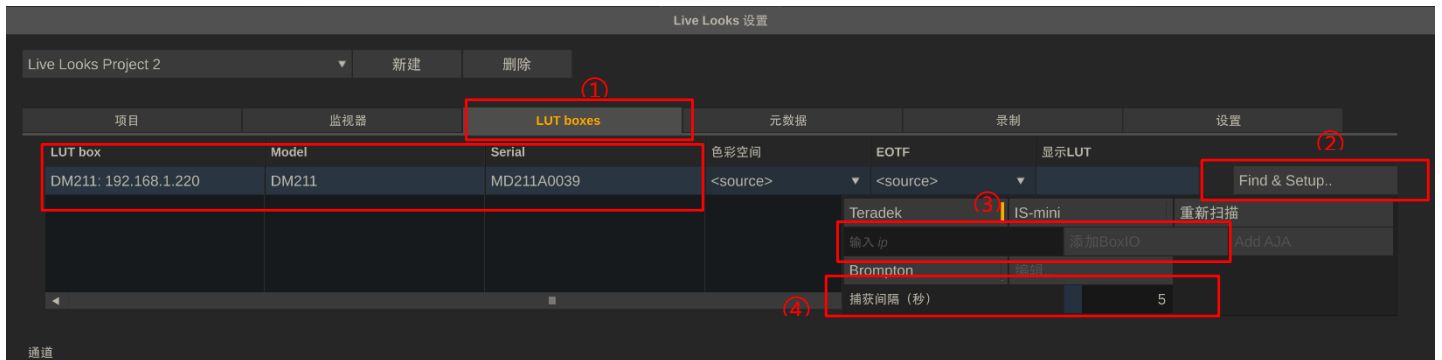 Live Looks 设置
Live Looks Project 2 新建 删除
①
项目 监视器 LUT boxes 元数据 录制 设置
②
LUT box Model Serial 色彩空间 EOTF 显示LUT
DM211: 192.168.1.220 DM211 MD211A0039 <source> <source> Find & Setup..
③
Teradek IS-mini 重新扫描
输入 ip 添加BoxIO Add AJA
Brompton 编辑
④ 捕获间隔（秒） 5
通道